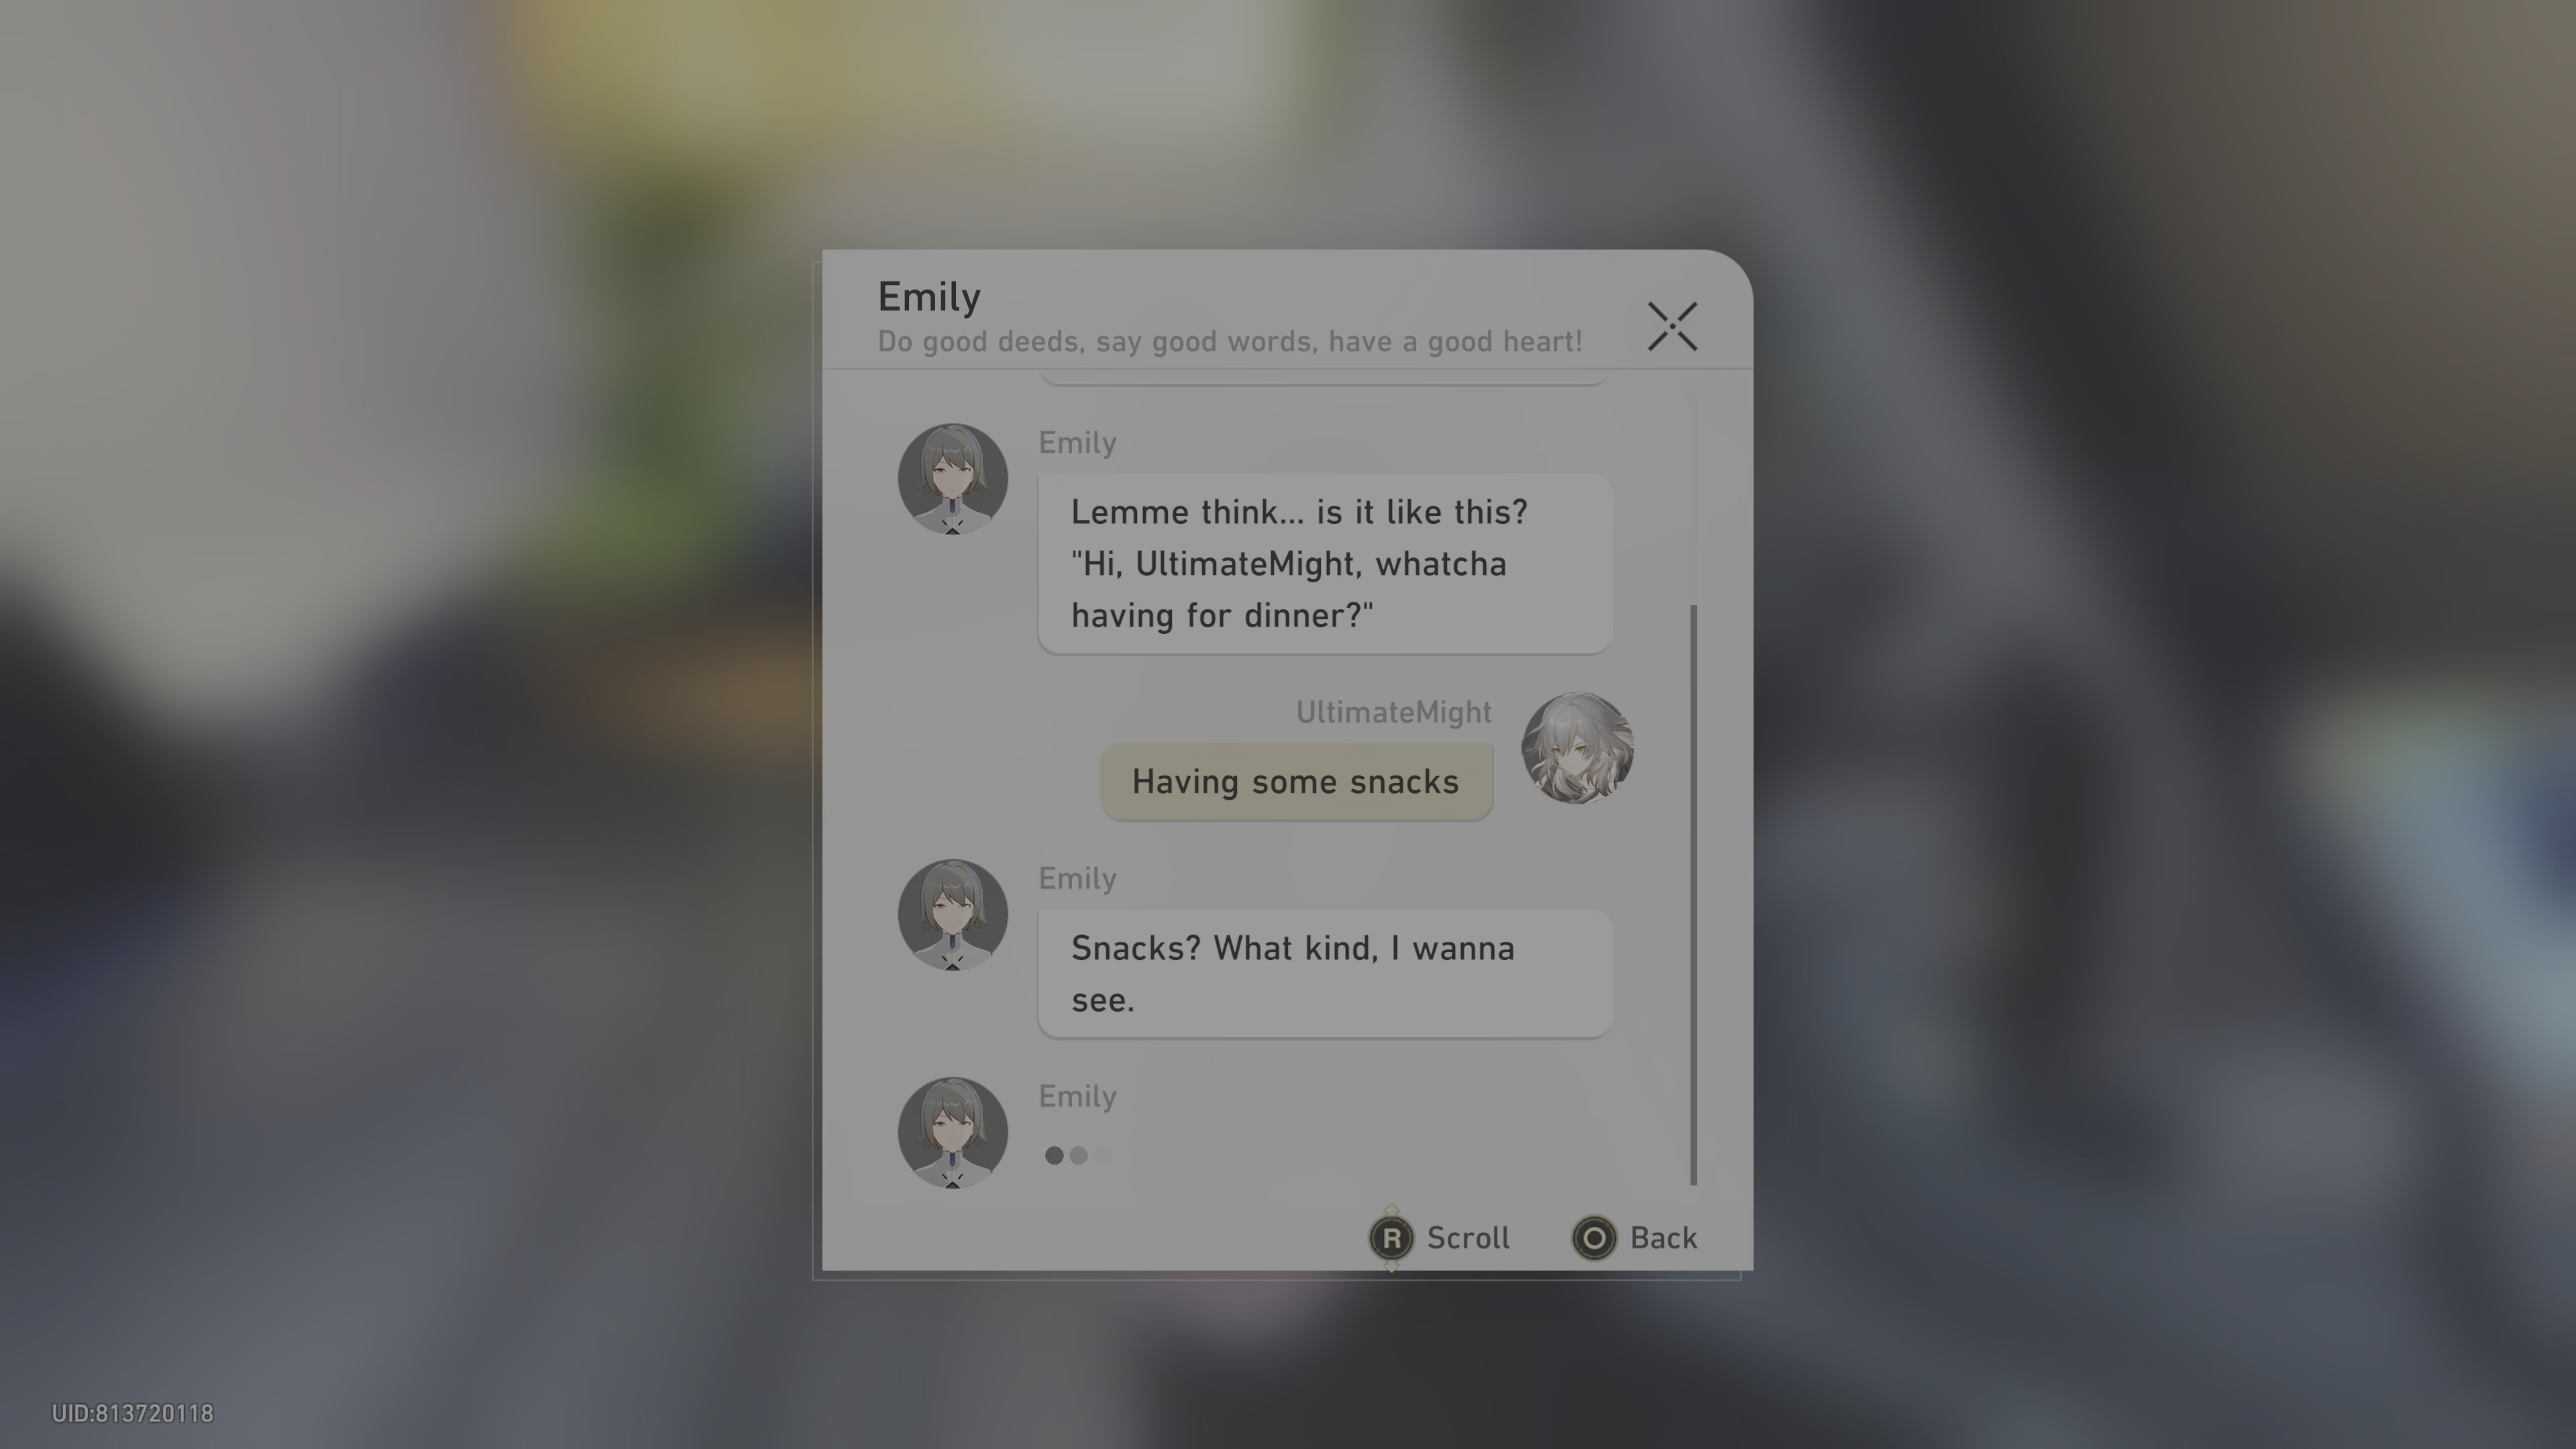 Emily
Do good deeds, say good words, have a good heart!
Emily
Lemme think... is it like this?
"Hi, UltimateMight, whatcha
having for dinner?"
UltimateMight
Having some snacks
Emily
Snacks? What kind, I wanna
see.
Emily
R Scroll
Back
UID:813720118